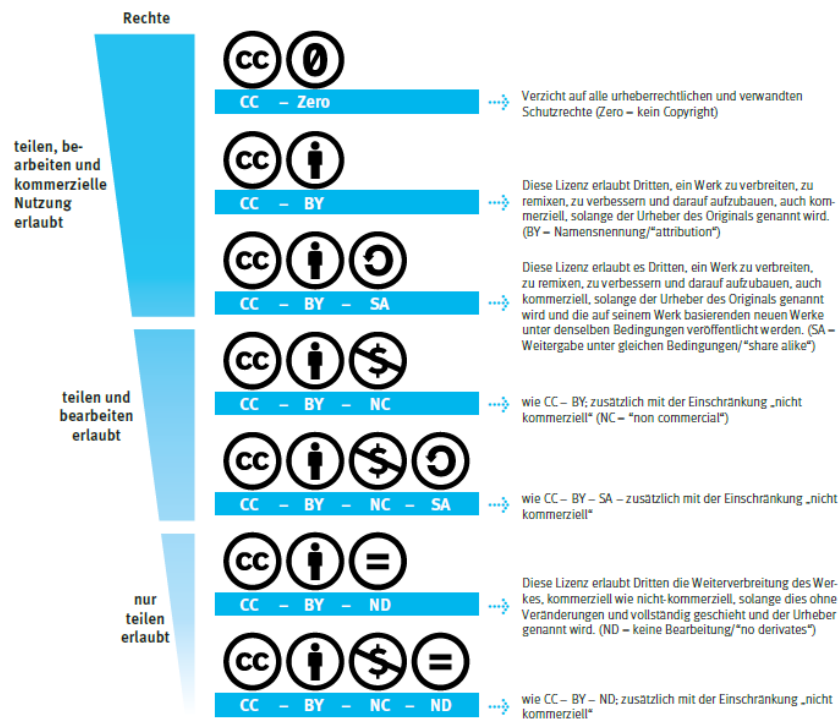 Rechte
teilen, be-
arbeiten und
kommerzielle
Nutzung
erlaubt
cc 0
CC – Zero
Verzicht auf alle urheberrechtlichen und verwandten
Schutzrechte (Zero – kein Copyright)
cc
CC – BY
Diese Lizenz erlaubt Dritten, ein Werk zu verbreiten, zu
remixen, zu verbessern und darauf aufzubauen, auch kom-
merziell, solange der Urheber des Originals genannt wird.
(BY – Namensnennung/“attribution“)
cc
CC – BY – SA
Diese Lizenz erlaubt es Dritten, ein Werk zu verbreiten,
zu remixen, zu verbessern und darauf aufzubauen, auch
kommerziell, solange der Urheber des Originals genannt
wird und die auf seinem Werk basierenden neuen Werke
unter denselben Bedingungen veröffentlicht werden. (SA –
Weitergabe unter gleichen Bedingungen/“share alike“)
teilen und
bearbeiten
erlaubt
cc $
CC – BY – NC
wie CC – BY; zusätzlich mit der Einschränkung „nicht
kommerziell“ (NC – “non commercial“)
cc $
CC – BY – NC – SA
wie CC – BY – SA – zusätzlich mit der Einschränkung „nicht
kommerziell“
nur
teilen
erlaubt
cc =
CC – BY – ND
Diese Lizenz erlaubt Dritten die Weiterverbreitung des Wer-
kes, kommerziell wie nicht-kommerziell, solange dies ohne
Veränderungen und vollständig geschieht und der Urheber
genannt wird. (ND – keine Bearbeitung/“no derivates“)
cc $ =
CC – BY – NC – ND
wie CC – BY – ND; zusätzlich mit der Einschränkung „nicht
kommerziell“